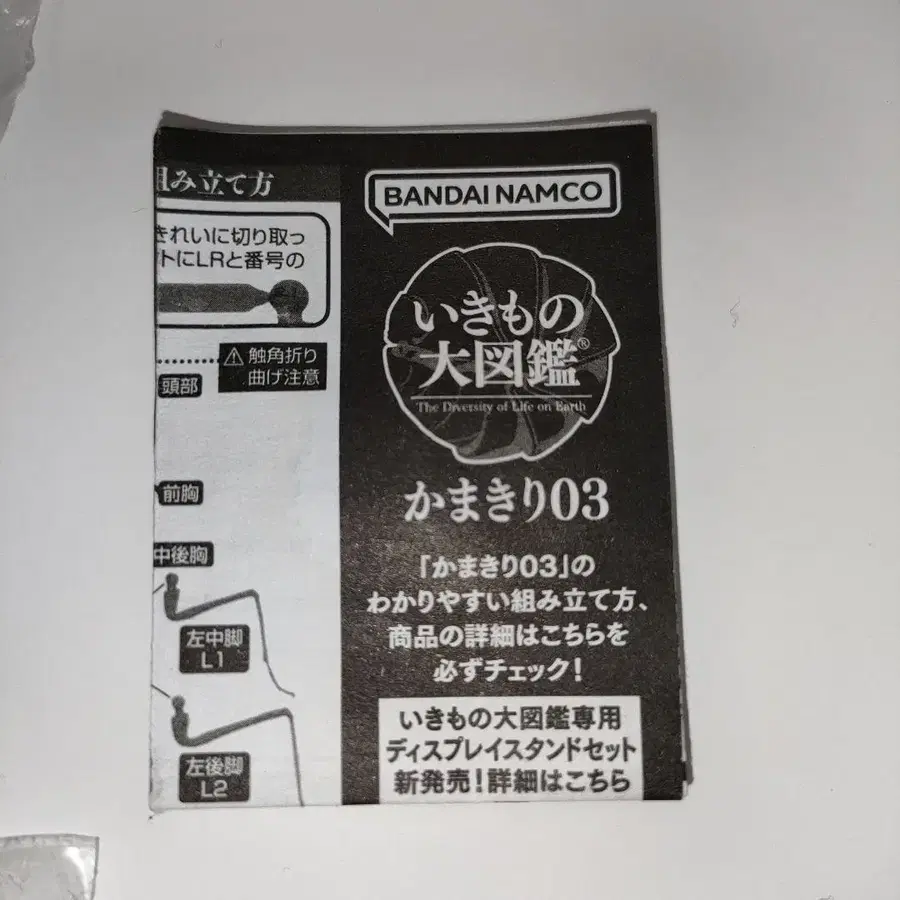 組み立て方
きれいに切り取っ
トにLRと番号の
⚠触角折り
曲げ注意
頭部
前胸
中後胸
左中脚
L1
左後脚
L2
BANDAI NAMCO
いきもの
大図鑑®
The Diversity of Life on Earth
かまきり03
「かまきり03」の
わかりやすい組み立て方、
商品の詳細はこちらを
必ずチェック!
いきもの大図鑑専用
ディスプレイスタンドセット
新発売!詳細はこちら